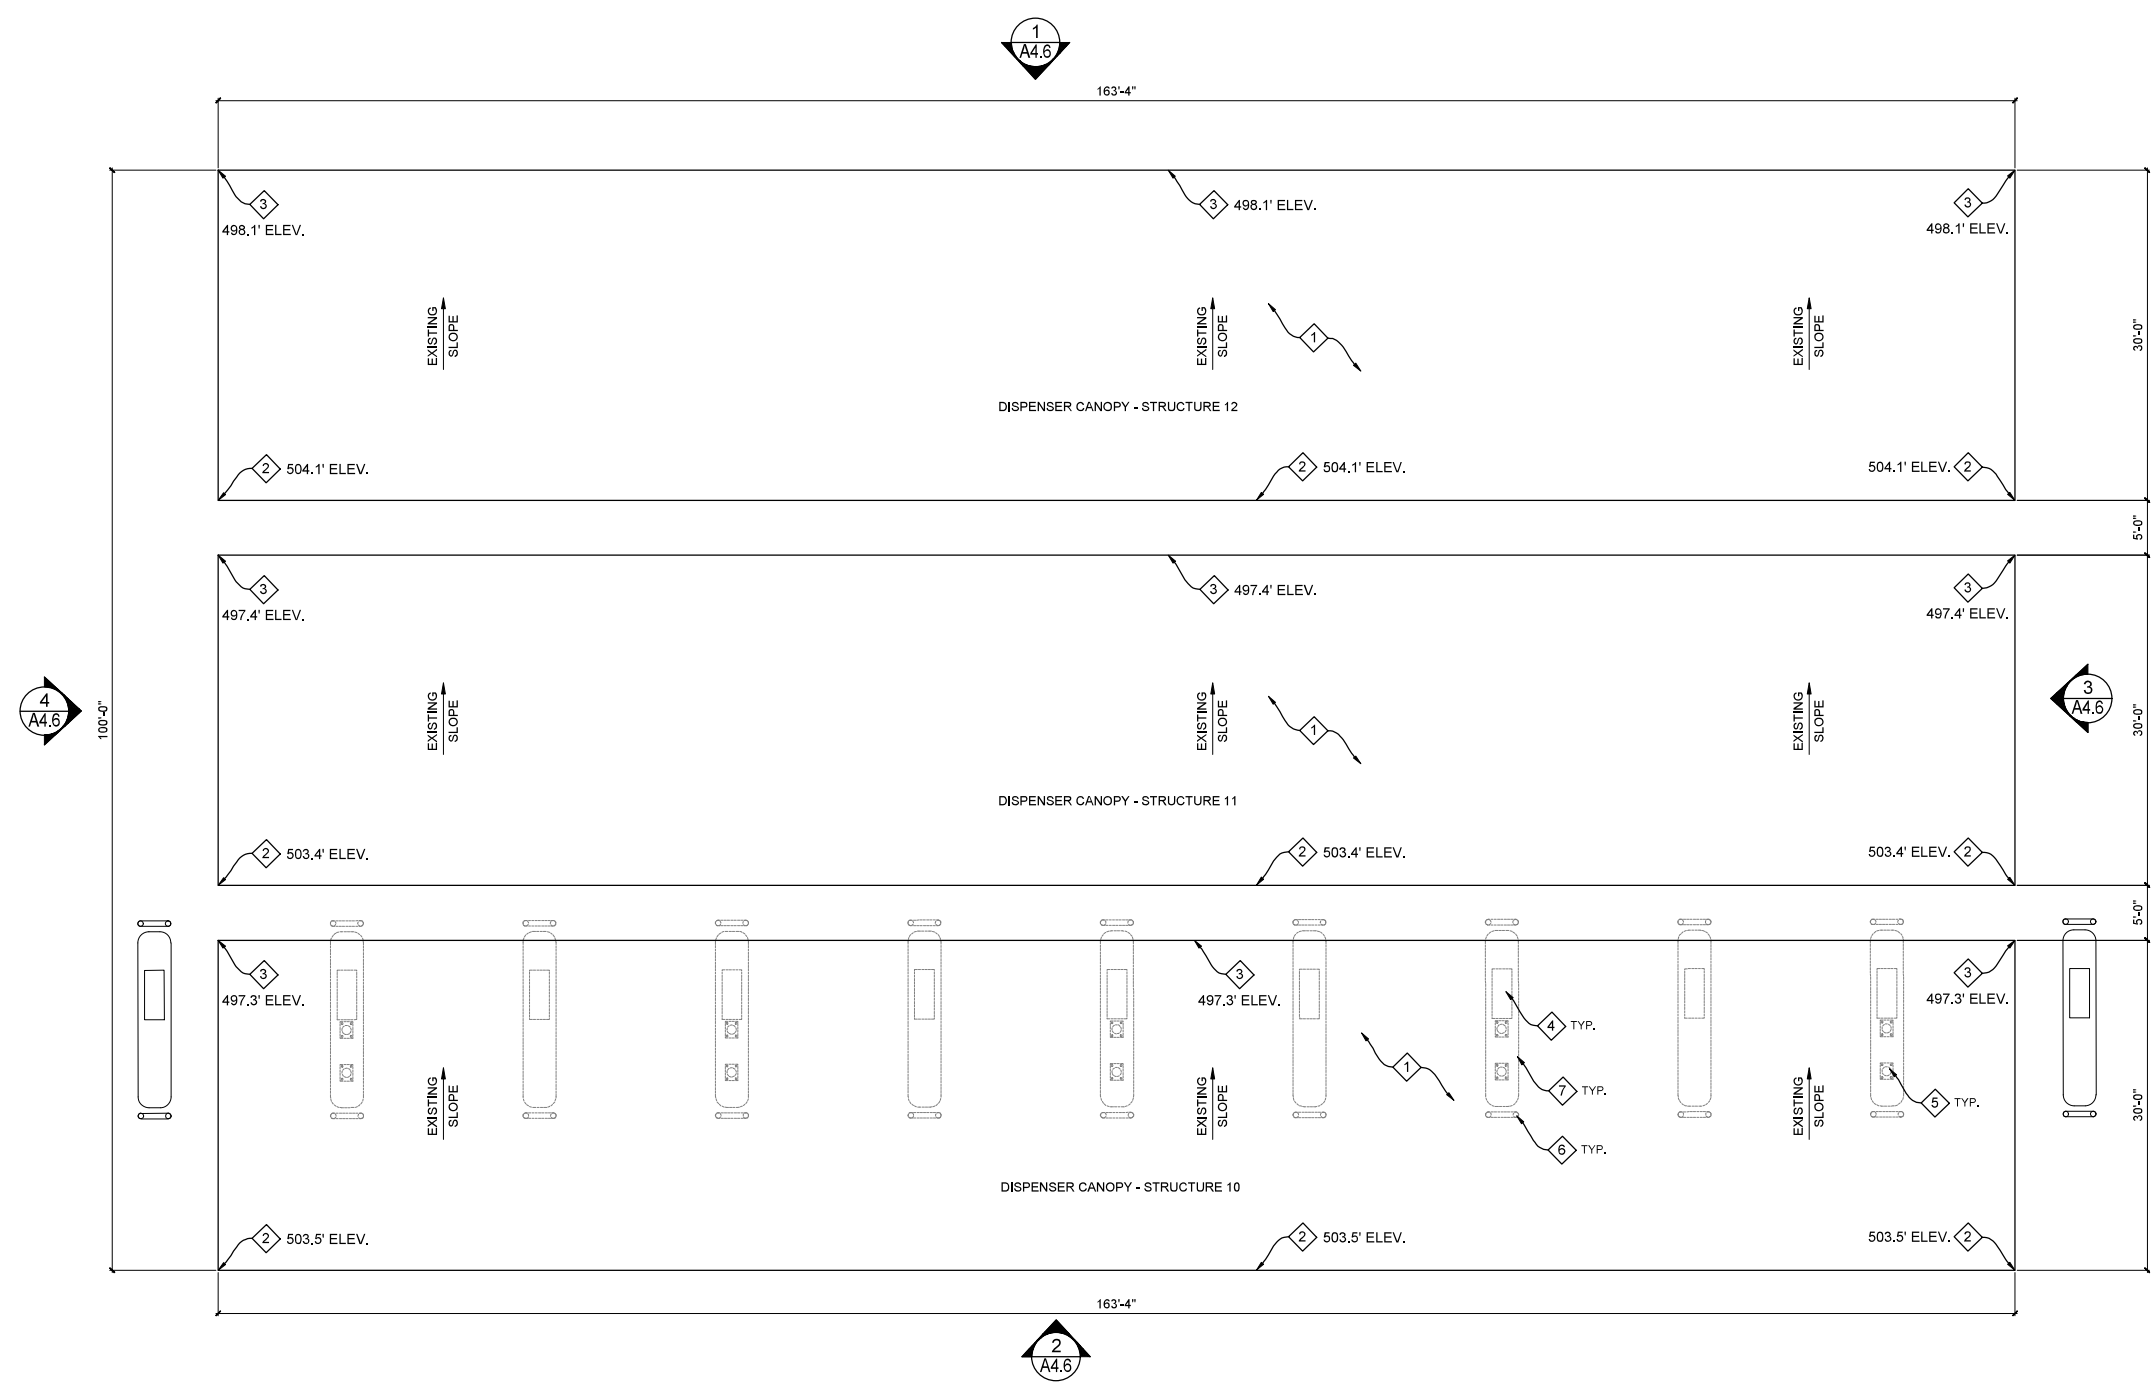 1
A4.6
163'-4"
3
498.1' ELEV.
3 498.1' ELEV.
3
498.1' ELEV.
EXISTING
SLOPE
EXISTING
SLOPE
1
EXISTING
SLOPE
30'-0"
DISPENSER CANOPY - STRUCTURE 12
2 504.1' ELEV.
2 504.1' ELEV.
504.1' ELEV. 2
5'-0"
3
497.4' ELEV.
3 497.4' ELEV.
3
497.4' ELEV.
4
A4.6
100'-0"
EXISTING
SLOPE
EXISTING
SLOPE
1
EXISTING
SLOPE
3
A4.6
30'-0"
DISPENSER CANOPY - STRUCTURE 11
2 503.4' ELEV.
2 503.4' ELEV.
503.4' ELEV. 2
5'-0"
3
497.3' ELEV.
3
497.3' ELEV.
3
497.3' ELEV.
4 TYP.
EXISTING
SLOPE
EXISTING
SLOPE
1
7 TYP.
EXISTING
SLOPE
5 TYP.
30'-0"
6 TYP.
DISPENSER CANOPY - STRUCTURE 10
2 503.5' ELEV.
2 503.5' ELEV.
503.5' ELEV. 2
163'-4"
2
A4.6